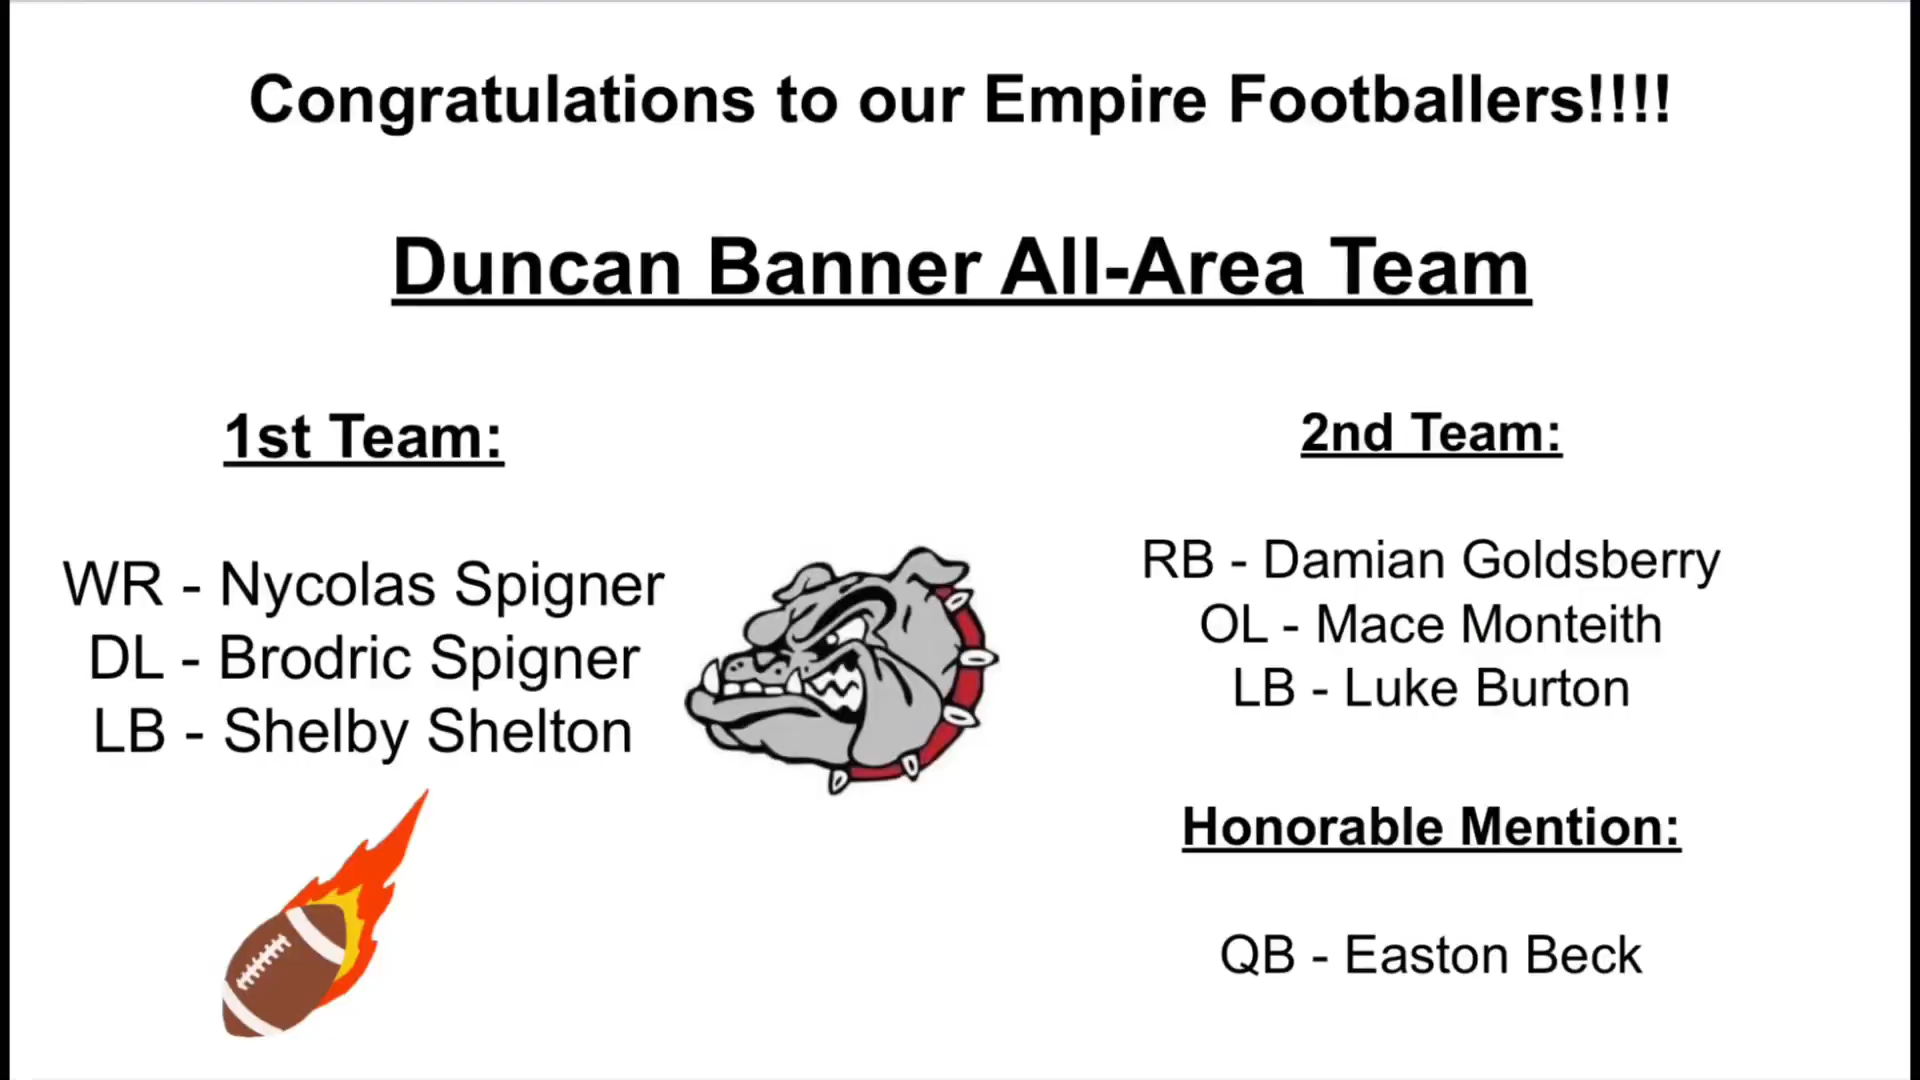 Congratulations to our Empire Footballers!!!!
Duncan Banner All-Area Team
1st Team:
WR - Nycolas Spigner
DL - Brodric Spigner
LB - Shelby Shelton
2nd Team:
RB - Damian Goldsberry
OL - Mace Monteith
LB - Luke Burton
Honorable Mention:
QB - Easton Beck